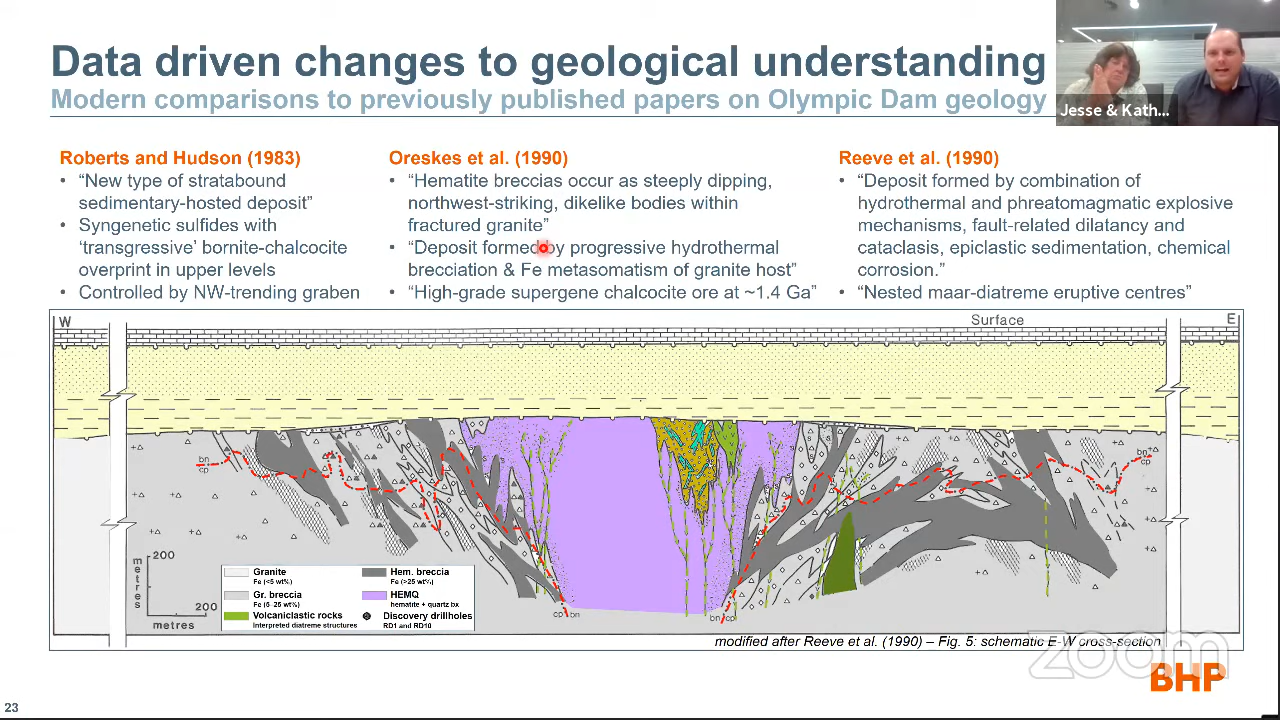 Data driven changes to geological understanding
Modern comparisons to previously published papers on Olympic Dam geology
Jesse & Kath...
Roberts and Hudson (1983)
• “New type of stratabound
sedimentary-hosted deposit”
• Syngenetic sulfides with
‘transgressive’ bornite-chalcocite
overprint in upper levels
• Controlled by NW-trending graben
Oreskes et al. (1990)
• “Hematite breccias occur as steeply dipping,
northwest-striking, dikelike bodies within
fractured granite”
• “Deposit formed by progressive hydrothermal
brecciation & Fe metasomatism of granite host”
• “High-grade supergene chalcocite ore at ~1.4 Ga”
Reeve et al. (1990)
• “Deposit formed by combination of
hydrothermal and phreatomagmatic explosive
mechanisms, fault-related dilatancy and
cataclasis, epiclastic sedimentation, chemical
corrosion.”
• “Nested maar-diatreme eruptive centres”
W
Surface
E
bn
cp
bn
cp
cp bn
bn cp
200
metres
200
metres
Granite
Fe (<5 wt%)
Gr. breccia
Fe (5-25 wt%)
Volcaniclastic rocks
Interpreted diatreme structures
Hem. breccia
Fe (>25 wt%)
HEMQ
hematite + quartz bx
Discovery drillholes
RD1 and RD10
modified after Reeve et al. (1990) – Fig. 5: schematic E-W cross-section
zoom
BHP
23